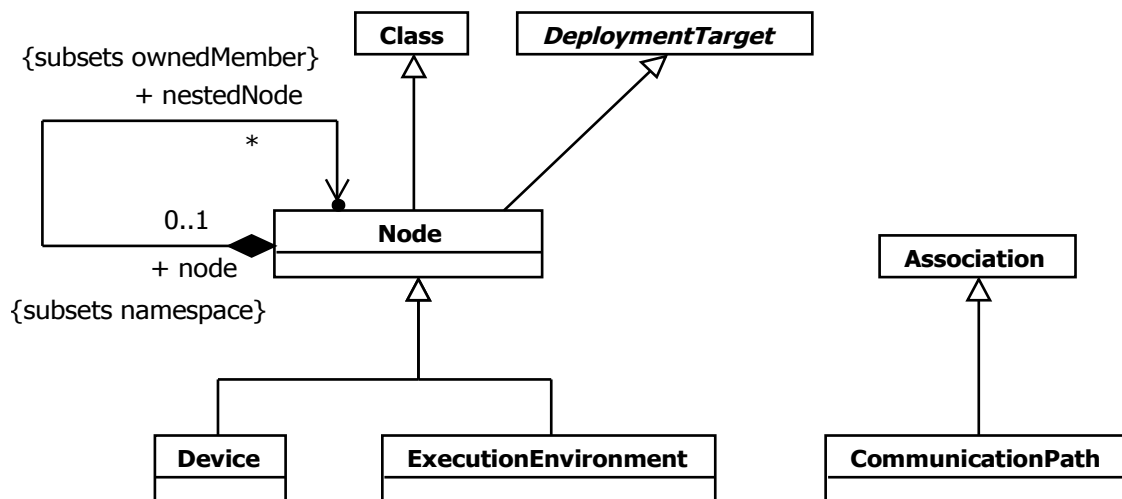 Class
DeploymentTarget
{subsets ownedMember}
+ nestedNode
*
0..1
Node
+ node
{subsets namespace}
Association
Device
ExecutionEnvironment
CommunicationPath